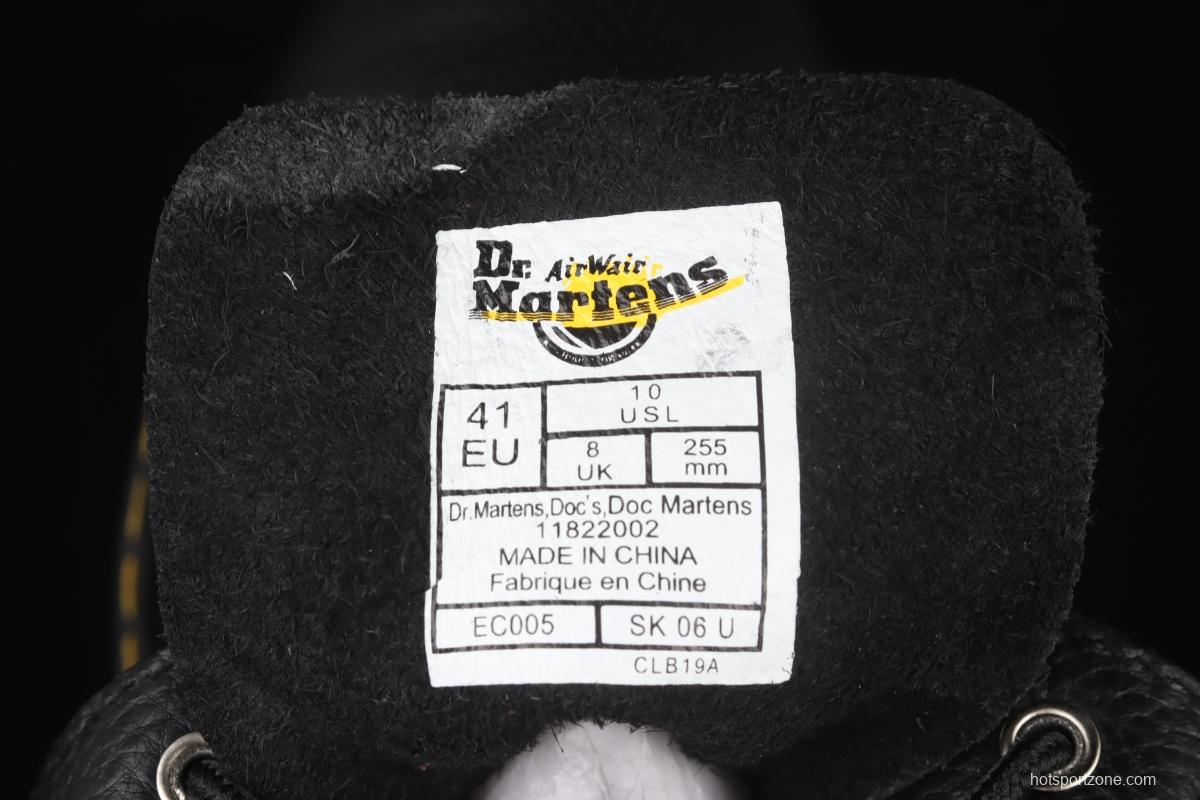 Dr. AirWair
Martens
41
EU
10
USL
8
UK
255
mm
Dr.Martens,Doc's,Doc Martens
11822002
MADE IN CHINA
Fabrique en Chine
EC005
SK 06 U
CLB19A
hotsportzone.com